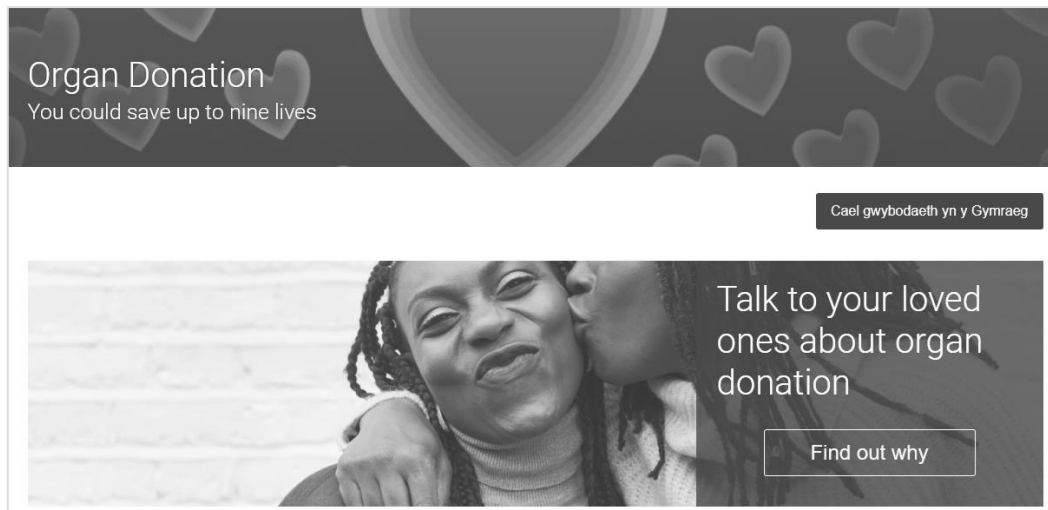 Organ Donation
You could save up to nine lives
Cael gwybodaeth yn y Gymraeg
Talk to your loved
ones about organ
donation
Find out why